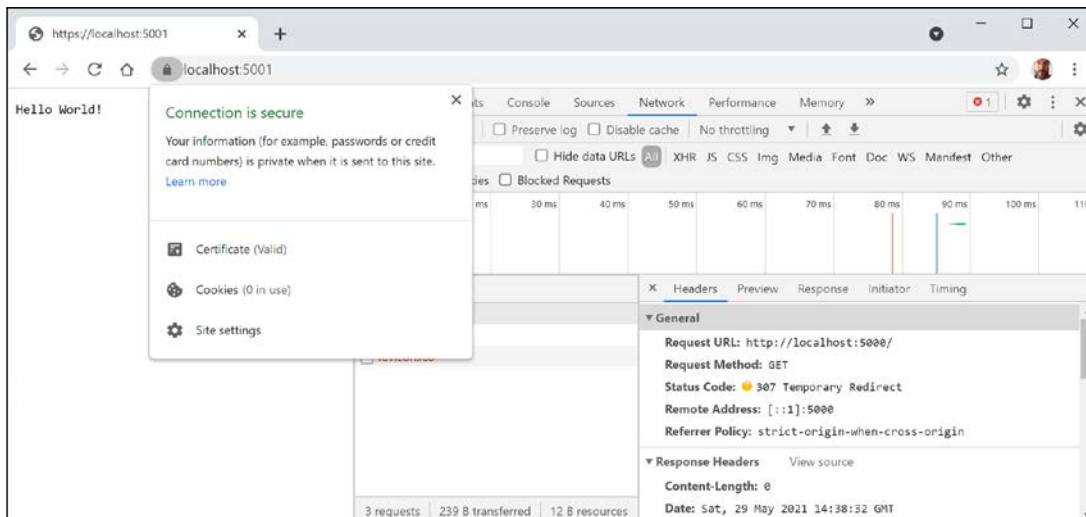 https://localhost:5001
localhost:5001
Hello World!
Connection is secure
Your information (for example, passwords or credit
card numbers) is private when it is sent to this site.
Learn more
Certificate (Valid)
Cookies (0 in use)
Site settings
Console Sources Network Performance Memory » 1
Preserve log Disable cache No throttling
Hide data URLs All XHR JS CSS Img Media Font Doc WS Manifest Other
Blocked Requests
ms 30 ms 40 ms 50 ms 60 ms 70 ms 80 ms 90 ms 100 ms
Headers Preview Response Initiator Timing
General
Request URL: http://localhost:5000/
Request Method: GET
Status Code: 307 Temporary Redirect
Remote Address: [::1]:5000
Referrer Policy: strict-origin-when-cross-origin
Response Headers View source
Content-Length: 0
Date: Sat, 29 May 2021 14:38:32 GMT
3 requests 239 B transferred 12 B resources